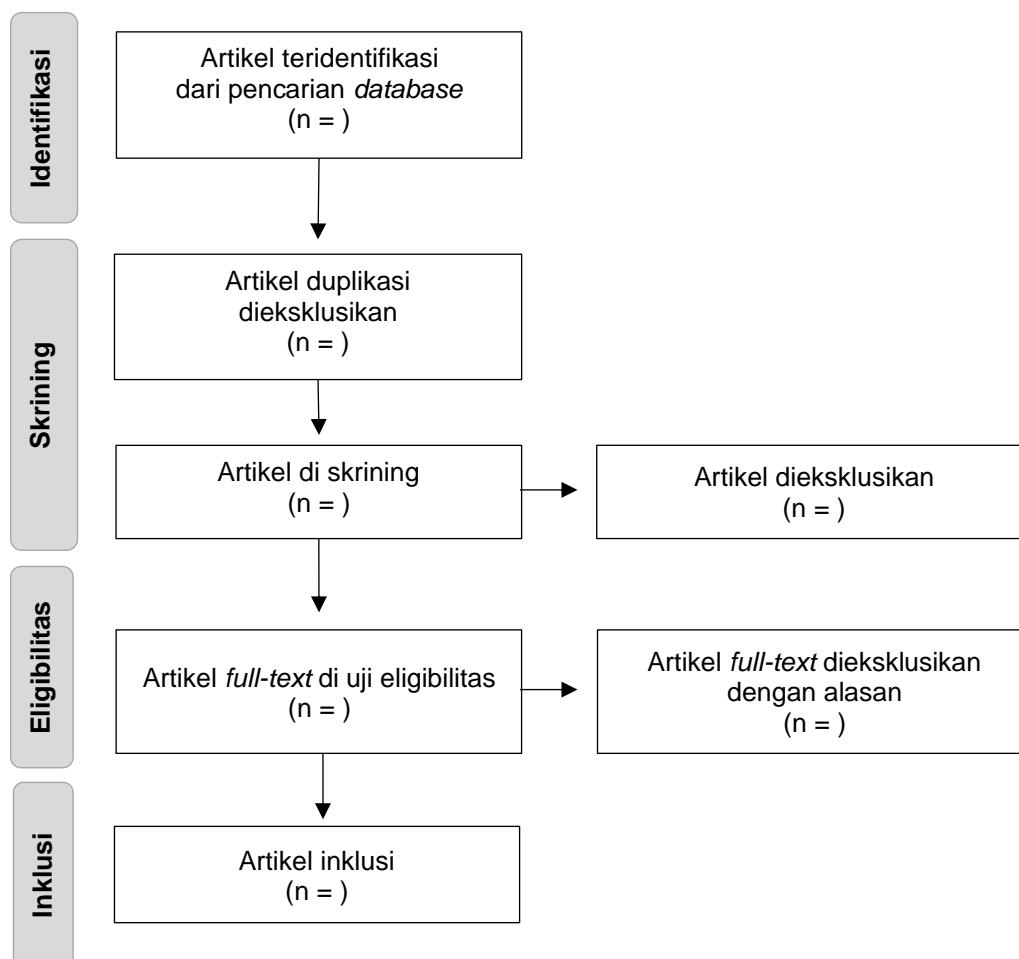 Identifikasi
Artikel teridentifikasi
dari pencarian database
(n = )
Skrining
Artikel duplikasi
dieksklusikan
(n = )
Artikel di skrining
(n = )
Artikel dieksklusikan
(n = )
Eligibilitas
Artikel full-text di uji eligibilitas
(n = )
Artikel full-text dieksklusikan
dengan alasan
(n = )
Inklusi
Artikel inklusi
(n = )